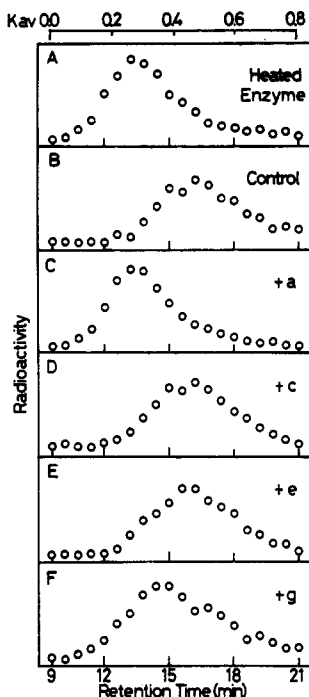 Kav 0.0 0.2 0.4 0.6 0.8
A
Heated
Enzyme
B
Control
C
+a
D
+c
E
+e
F
+g
Radioactivity
9 12 15 18 21
Retention Time (min)